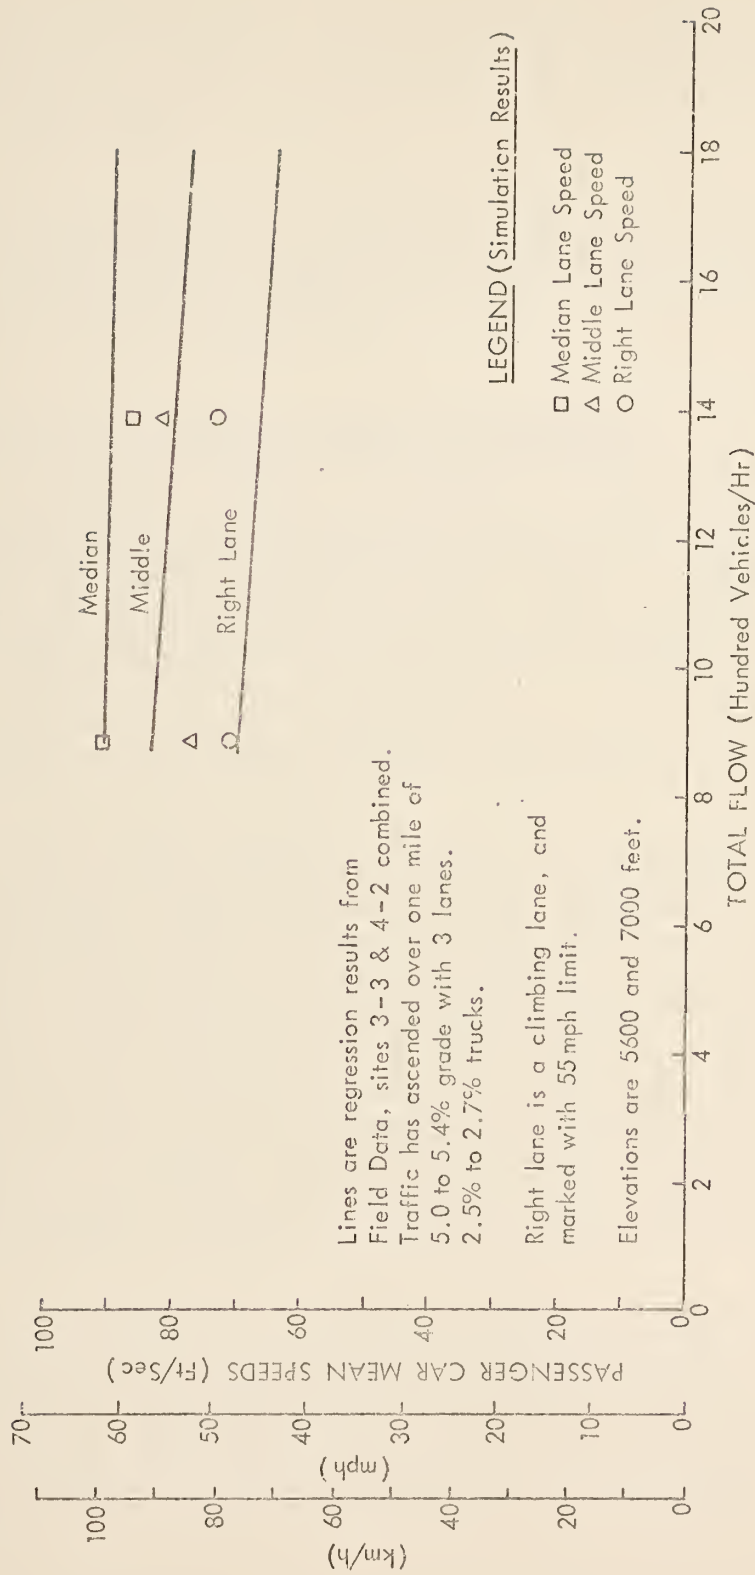 100
80
60
40
20
0
PASSENGER CAR MEAN SPEEDS (Ft/Sec)
70
60
50
40
30
20
10
0
(mph)
100
80
60
40
20
0
(km/h)
Median
Middle
Right Lane
Lines are regression results from
Field Data, sites 3-3 & 4-2 combined.
Traffic has ascended over one mile of
5.0 to 5.4% grade with 3 lanes.
2.5% to 2.7% trucks.
Right lane is a climbing lane, and
marked with 55mph limit.
Elevations are 5600 and 7000 feet.
LEGEND (Simulation Results)
Median Lane Speed
Middle Lane Speed
Right Lane Speed
0
2
4
6
8
10
12
14
16
18
20
TOTAL FLOW (Hundred Vehicles/Hr)